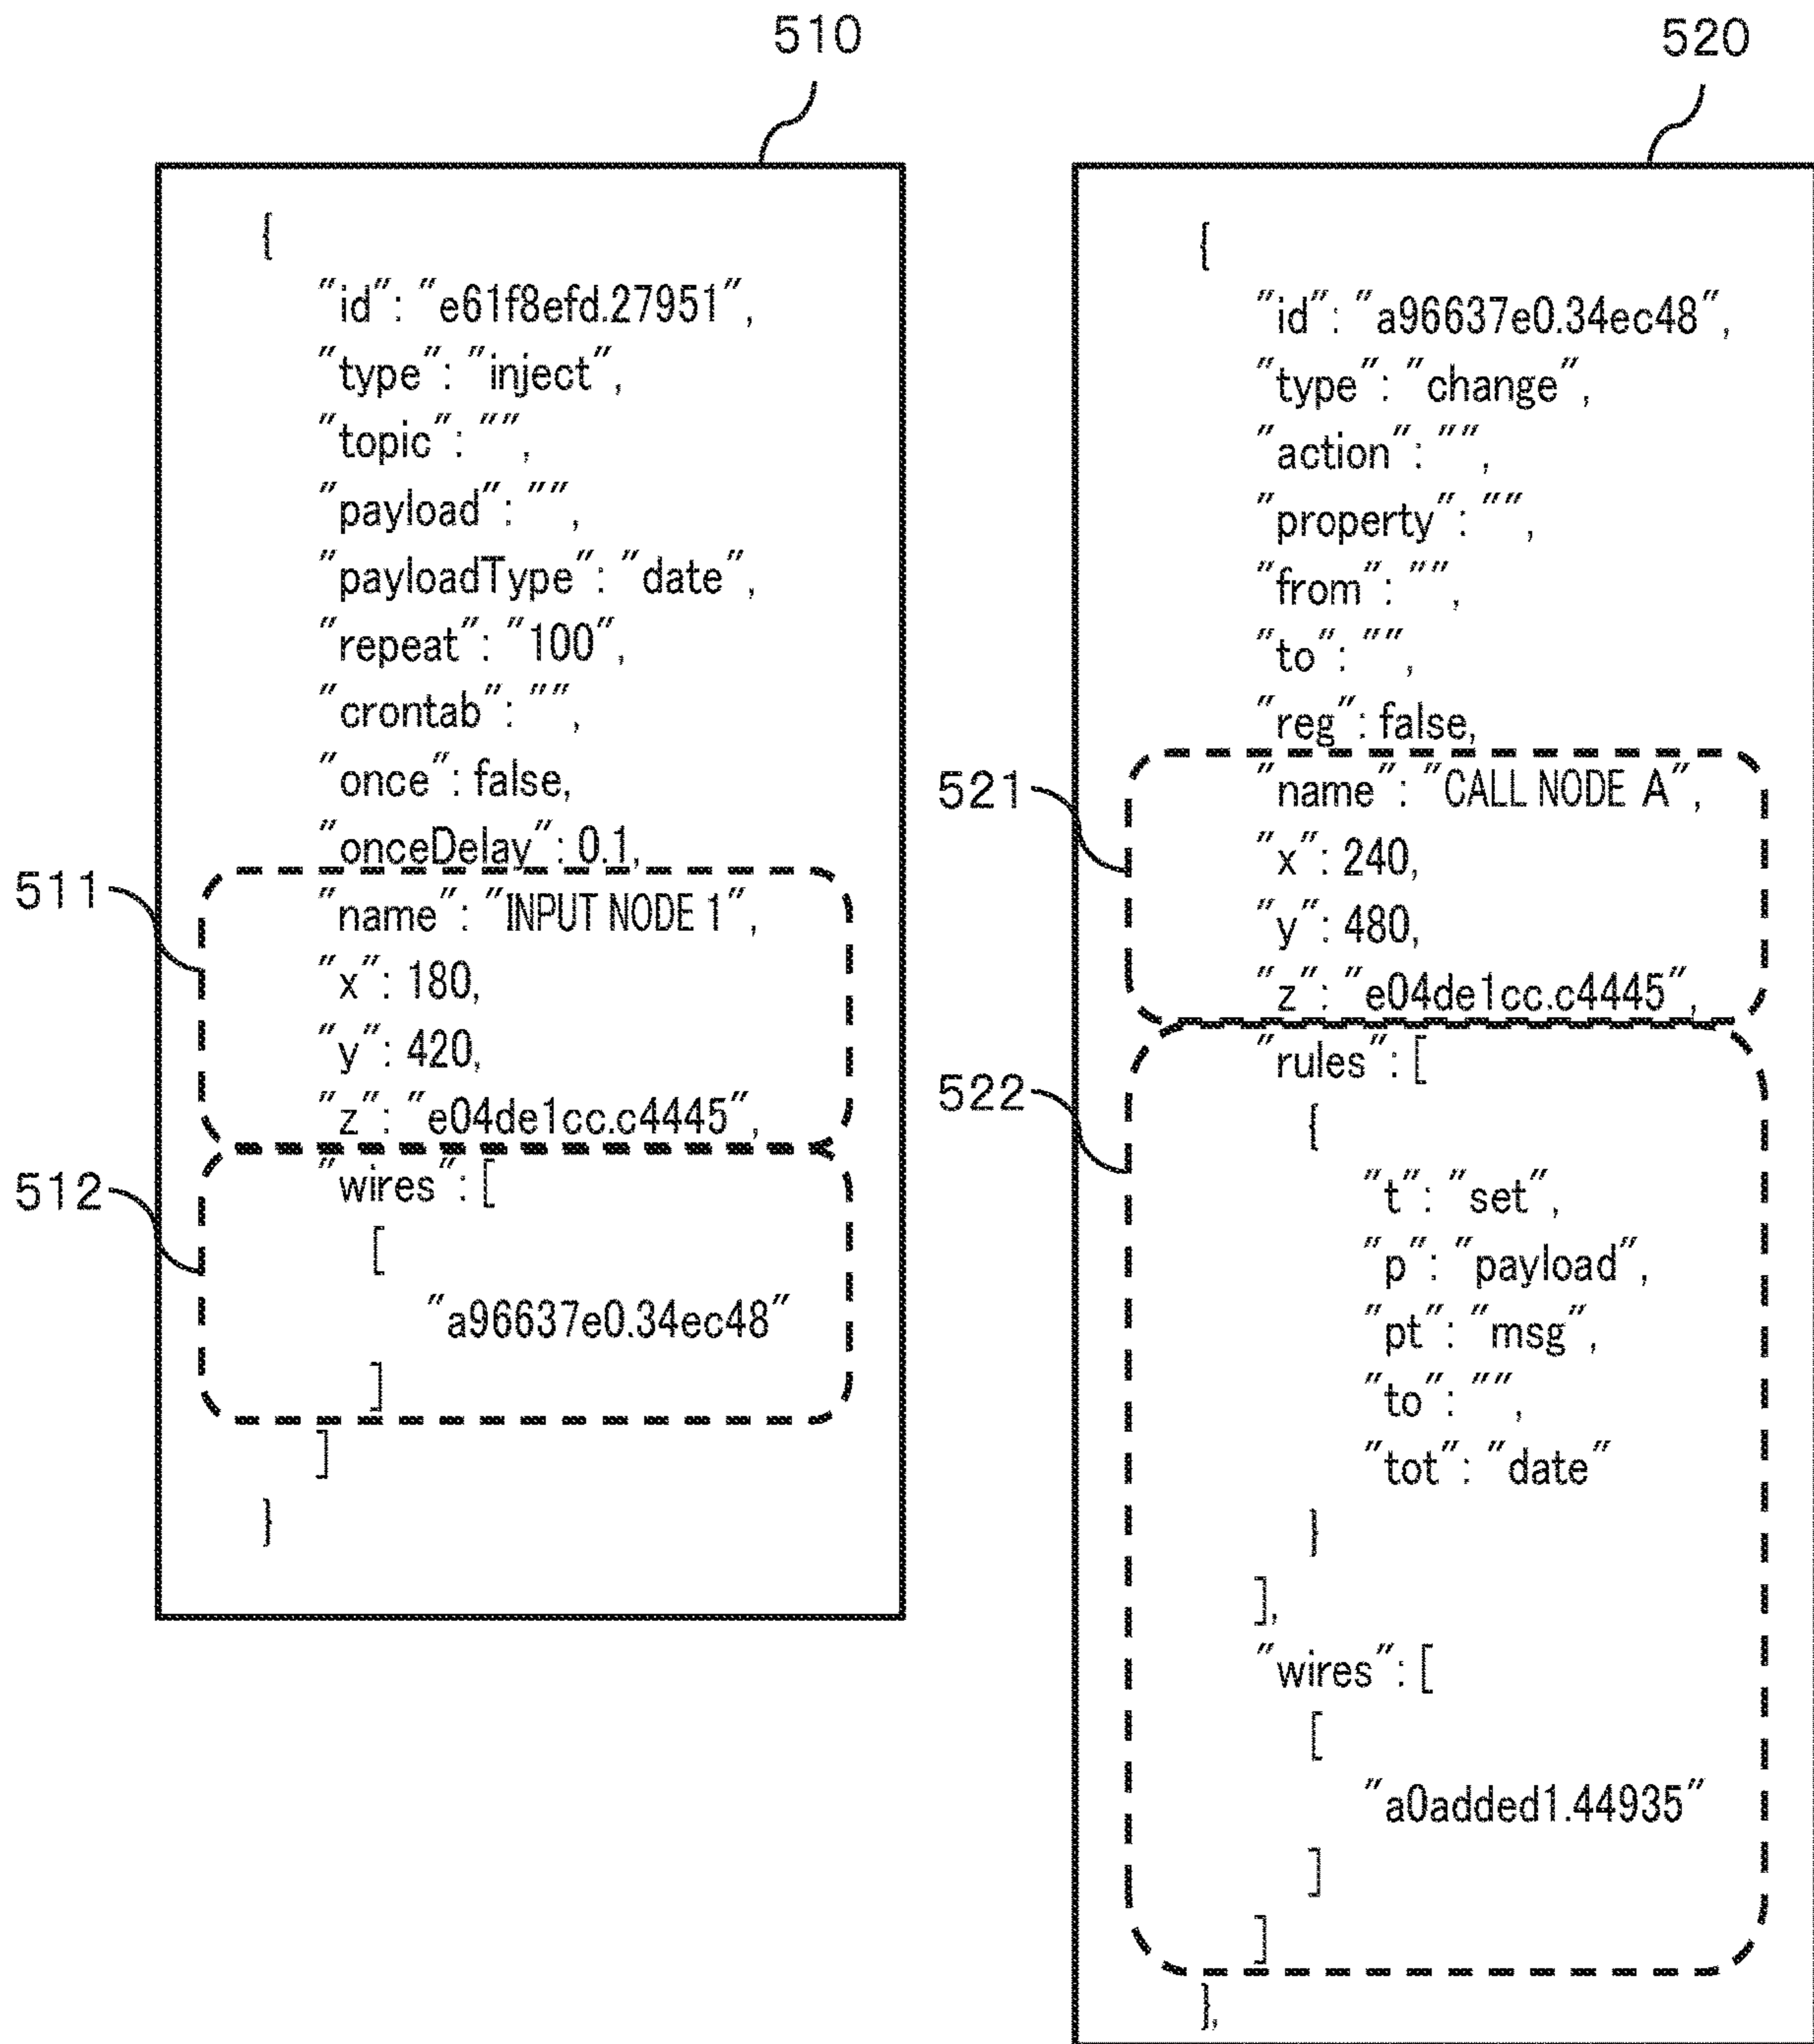 510
{
"id": "e61f8efd.27951",
"type": "inject",
"topic": "",
"payload": "",
"payloadType": "date",
"repeat": "100",
"crontab": "",
"once": false,
"onceDelay": 0.1,
511
"name": "INPUT NODE 1",
"x": 180,
"y": 420,
"z": "e04de1cc.c4445",
512
"wires": [
[
"a96637e0.34ec48"
]
]
}
520
{
"id": "a96637e0.34ec48",
"type": "change",
"action": "",
"property": "",
"from": "",
"to": "",
"reg": false,
521
"name": "CALL NODE A",
"x": 240,
"y": 480,
"z": "e04de1cc.c4445",
522
"rules": [
{
"t": "set",
"p": "payload",
"pt": "msg",
"to": "",
"tot": "date"
}
],
"wires": [
[
"a0added1.44935"
]
]
},